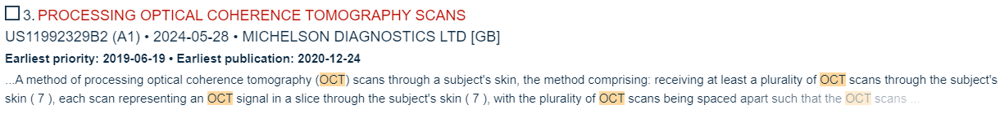 3. PROCESSING OPTICAL COHERENCE TOMOGRAPHY SCANS
US11992329B2 (A1) • 2024-05-28 • MICHELSON DIAGNOSTICS LTD [GB]
Earliest priority: 2019-06-19 • Earliest publication: 2020-12-24
...A method of processing optical coherence tomography (OCT) scans through a subject's skin, the method comprising: receiving at least a plurality of OCT scans through the subject's
skin ( 7 ), each scan representing an OCT signal in a slice through the subject's skin ( 7 ), with the plurality of OCT scans being spaced apart such that the OCT scans ...